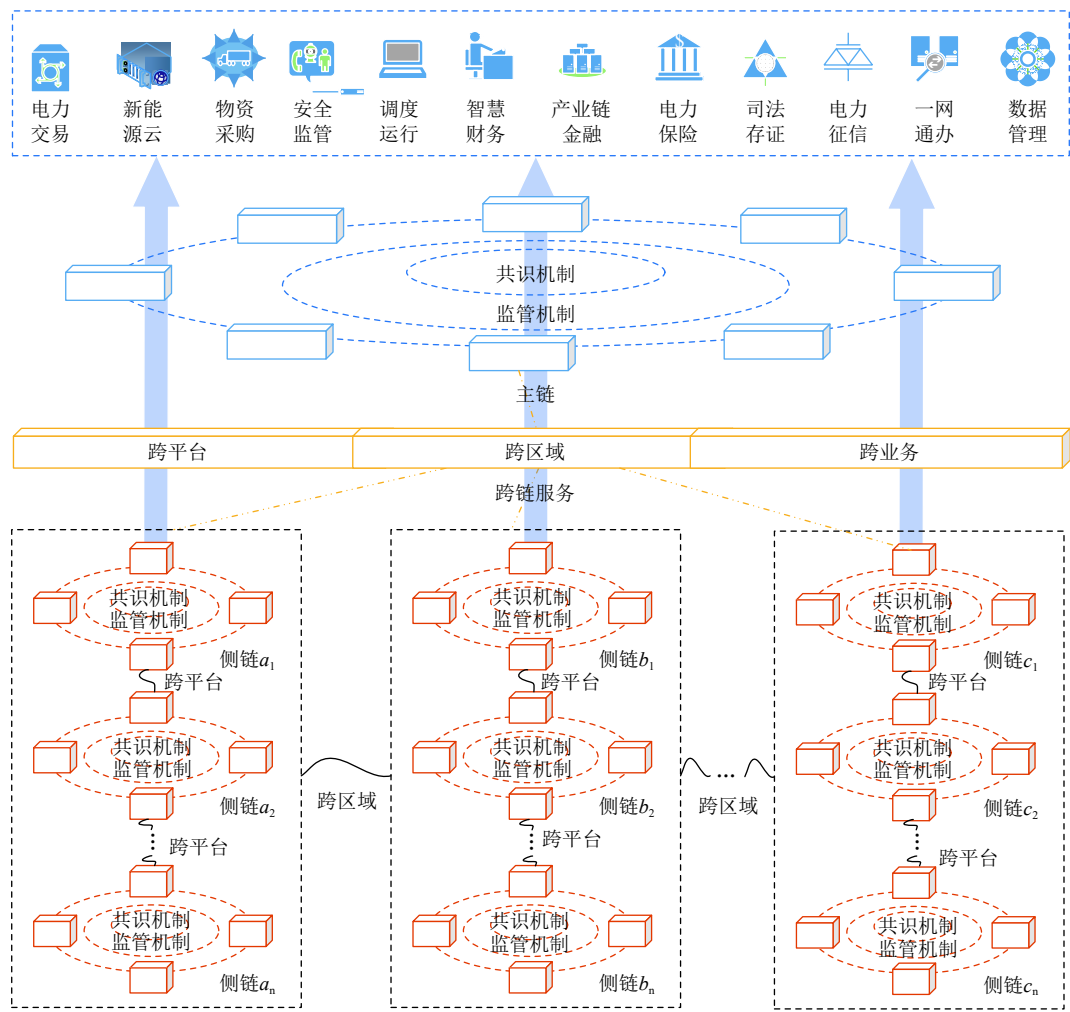 电力 新能 物资 安全 调度 智慧 产业链 电力 司法 电力 一网 数据
交易 源云 采购 监管 运行 财务 金融 保险 存证 征信 通办 管理
共识机制
监管机制
主链
跨平台 跨区域 跨业务
跨链服务
共识机制 共识机制 共识机制
监管机制 监管机制 监管机制
侧链a₁ 侧链b₁ 侧链c₁
跨平台 跨平台 跨平台
共识机制 共识机制 共识机制
监管机制 监管机制 监管机制
...
跨区域 侧链a₂ 侧链b₂ 跨区域 侧链c₂
跨平台 跨平台 跨平台
共识机制 共识机制 共识机制
监管机制 监管机制 监管机制
侧链aₙ 侧链bₙ 侧链cₙ